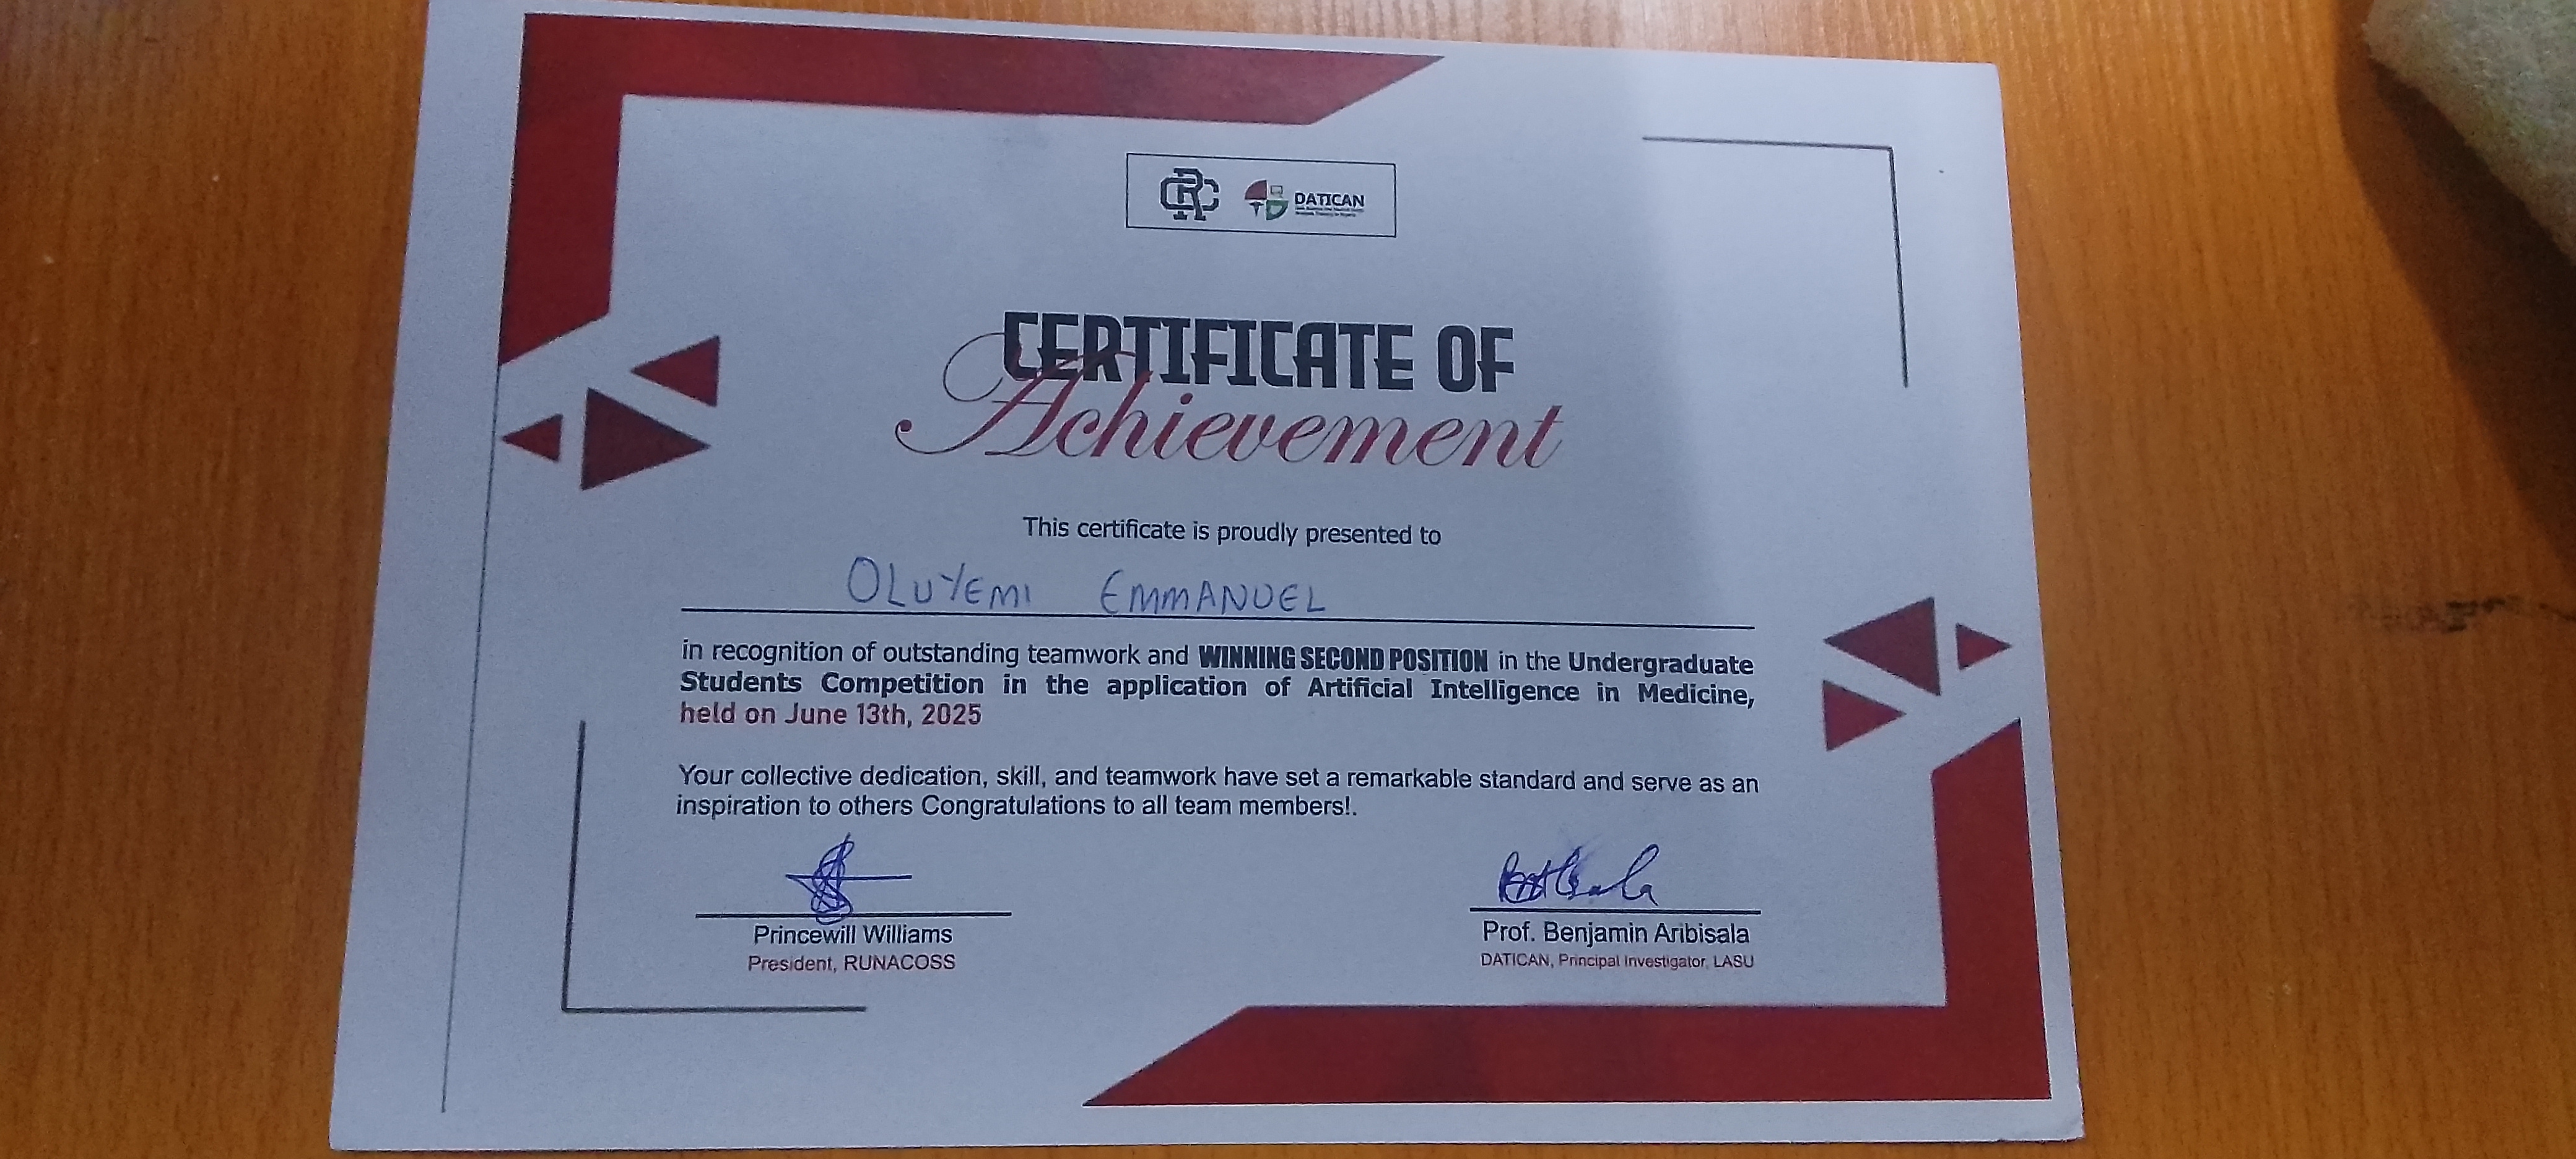 DATICAN
CERTIFICATE OF
Achievement
This certificate is proudly presented to
OLUYEMI EMMANUEL
in recognition of outstanding teamwork and WINNING SECOND POSITION in the Undergraduate
Students Competition in the application of Artificial Intelligence in Medicine,
held on June 13th, 2025
Your collective dedication, skill, and teamwork have set a remarkable standard and serve as an
inspiration to others Congratulations to all team members!.
Princewill Williams
President, RUNACOSS
Prof. Benjamin Aribisala
DATICAN, Principal Investigator, LASU